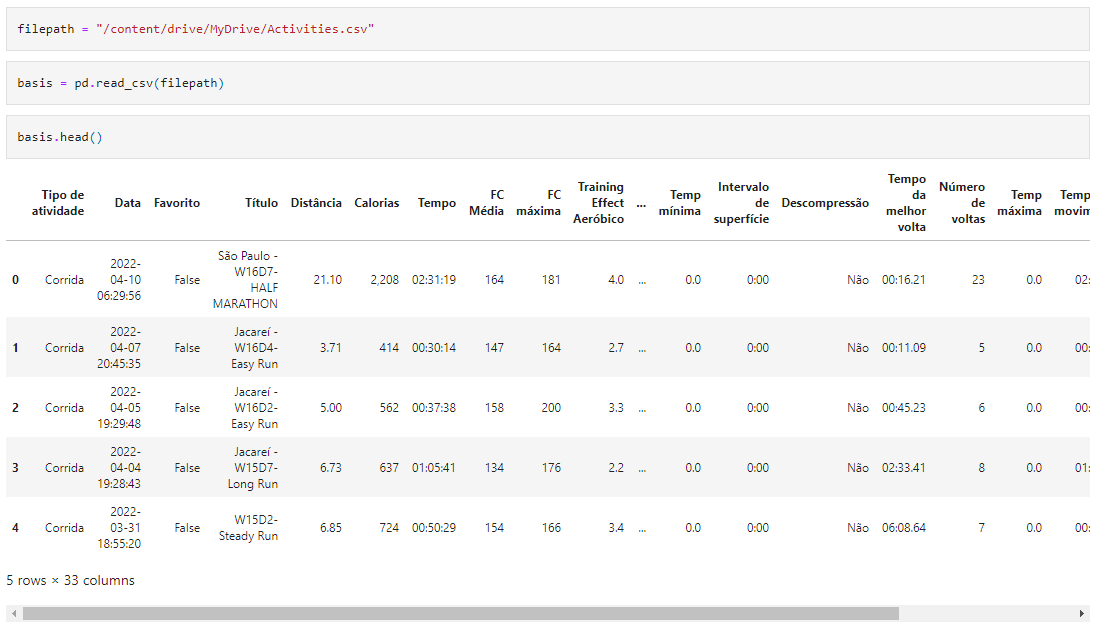 filepath = "/content/drive/MyDrive/Activities.csv"
basis = pd.read_csv(filepath)
basis.head()
Tipo de atividade Data Favorito Título Distância Calorias Tempo FC Média FC máxima Training Effect Aeróbico ... Temp mínima Intervalo de superfície Descompressão Tempo da melhor volta Número de voltas Temp máxima
0 Corrida 2022-04-10 06:29:56 False São Paulo - W16D7- HALF MARATHON 21.10 2,208 02:31:19 164 181 4.0 ... 0.0 0:00 Não 00:16.21 23 0.0 02:
1 Corrida 2022-04-07 20:45:35 False Jacareí - W16D4- Easy Run 3.71 414 00:30:14 147 164 2.7 ... 0.0 0:00 Não 00:11.09 5 0.0 00:
2 Corrida 2022-04-05 19:29:48 False Jacareí - W16D2- Easy Run 5.00 562 00:37:38 158 200 3.3 ... 0.0 0:00 Não 00:45.23 6 0.0 00:
3 Corrida 2022-04-04 19:28:43 False Jacareí - W15D7- Long Run 6.73 637 01:05:41 134 176 2.2 ... 0.0 0:00 Não 02:33.41 8 0.0 01:
4 Corrida 2022-03-31 18:55:20 False W15D2- Steady Run 6.85 724 00:50:29 154 166 3.4 ... 0.0 0:00 Não 06:08.64 7 0.0 00:
5 rows × 33 columns